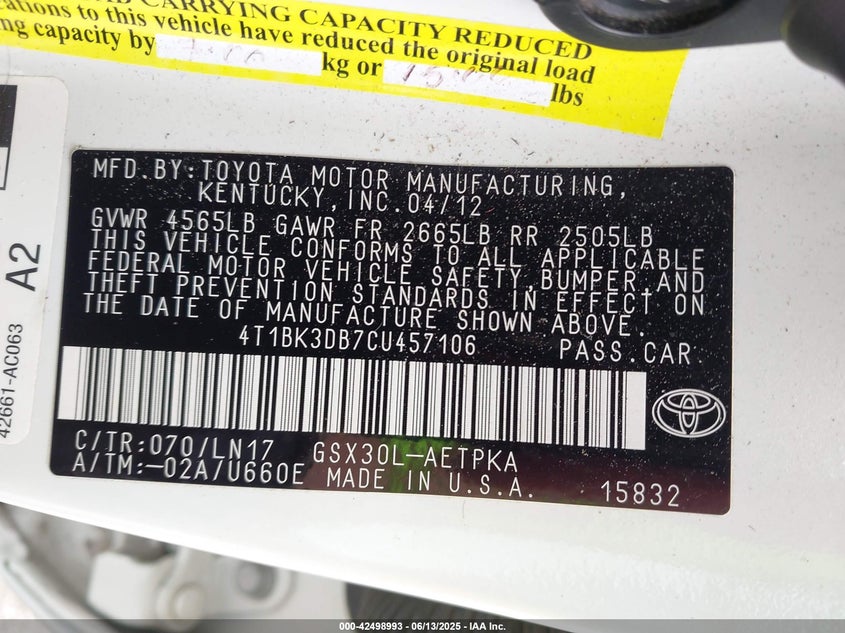 CARRYING CAPACITY REDUCED
to this vehicle have reduced the original load
capacity by kg or lbs
A2
42661-AC063
MFD.BY:TOYOTA MOTOR MANUFACTURING,
KENTUCKY,INC.04/12
GVWR 4565LB GAWR FR 2665LB RR 2505LB
THIS VEHICLE CONFORMS TO ALL APPLICABLE
FEDERAL MOTOR VEHICLE SAFETY,BUMPER,AND
THEFT PREVENTION STANDARDS IN EFFECT ON
THE DATE OF MANUFACTURE SHOWN ABOVE.
4T1BK3DB7CU457106 PASS.CAR
C/TR:070/LN17 GSX30L-AETPKA
A/TM:-02A/U660E MADE IN U.S.A. 15832
000-42498993 - 06/13/2025 - IAA Inc.